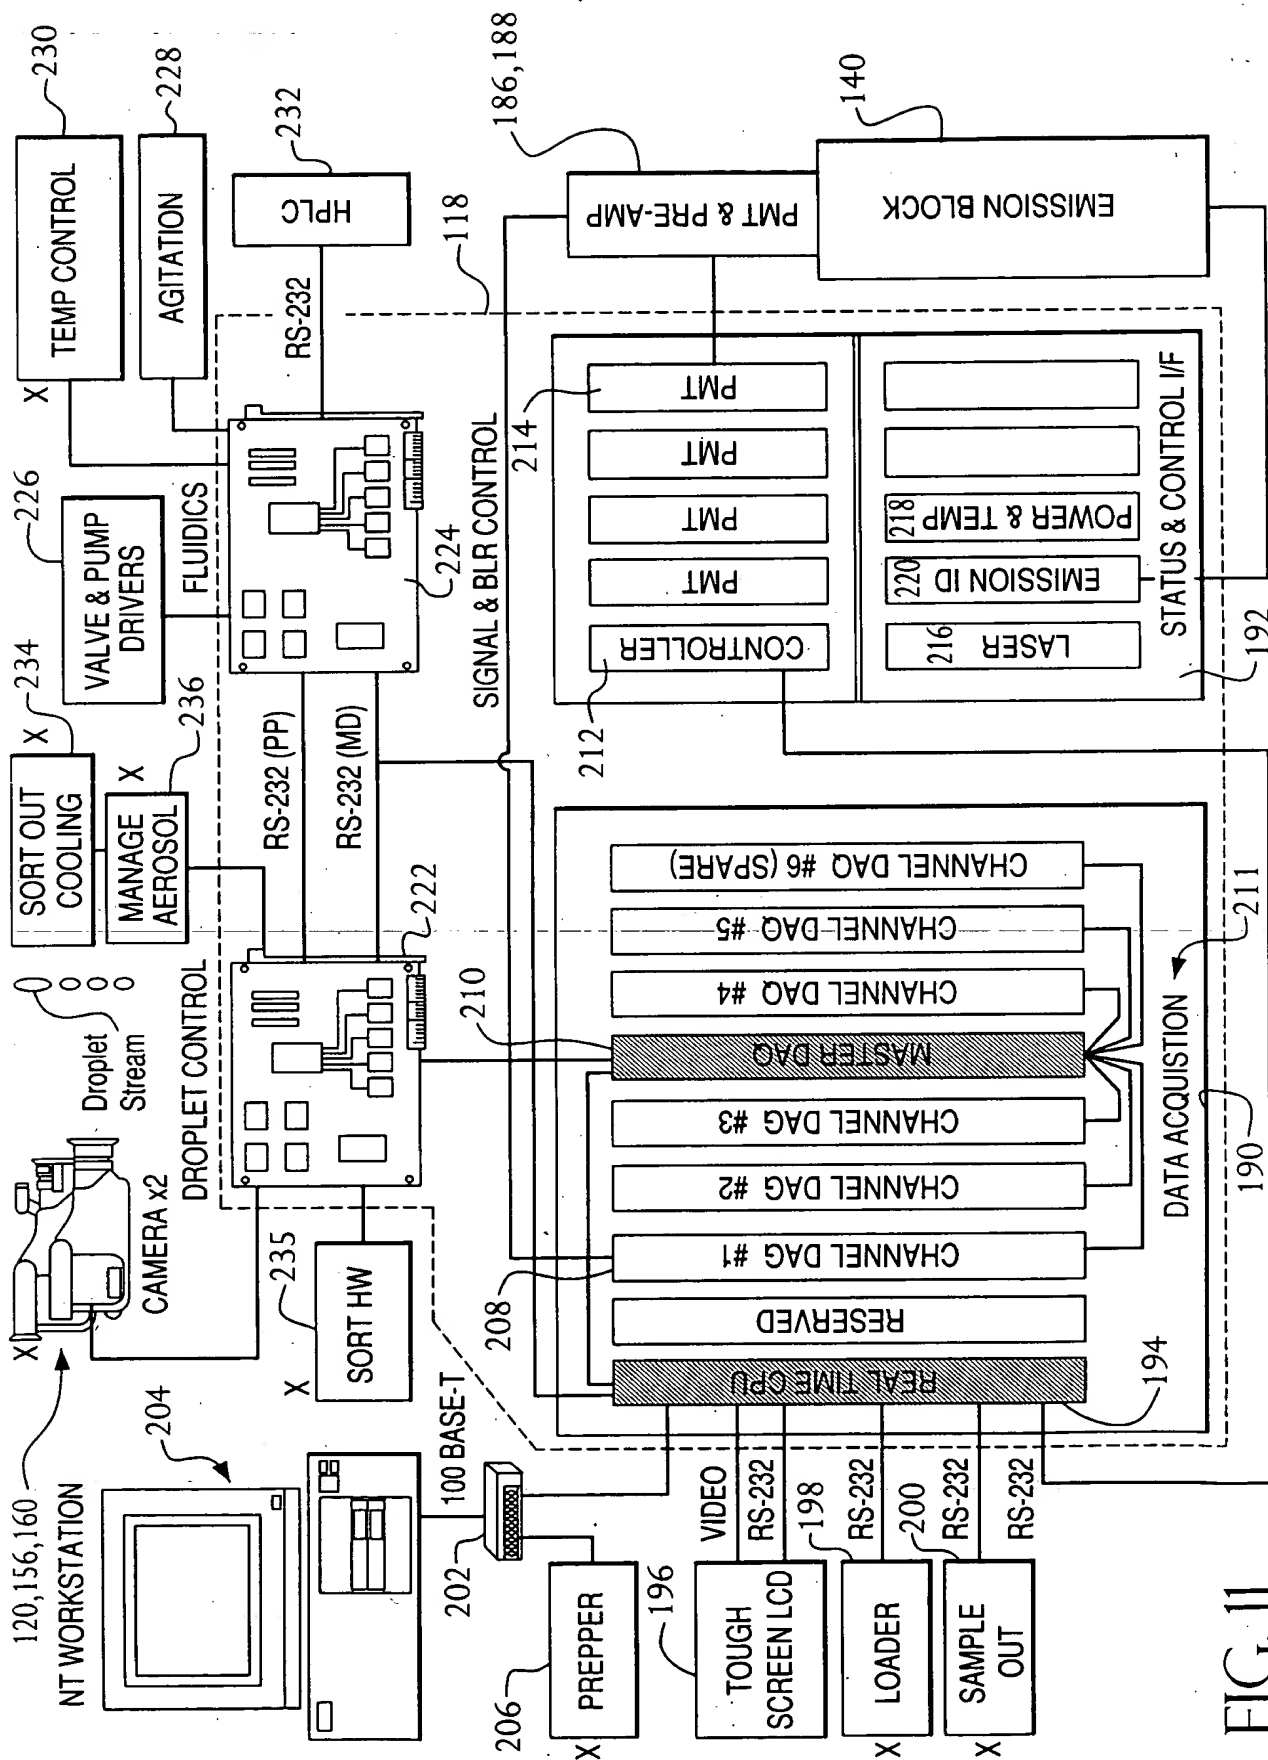 120,156,160
NT WORKSTATION
204
X
CAMERA x2
Droplet
Stream
SORT OUT
COOLING
X
234
MANAGE
AEROSOL
X
236
VALVE & PUMP
DRIVERS
226
X
TEMP CONTROL
230
AGITATION
228
HPLC
232
RS-232
118
DROPLET CONTROL
222
RS-232 (PP)
RS-232 (MD)
FLUIDICS
224
SIGNAL & BLR CONTROL
X
SORT HW
235
100 BASE-T
202
X
PREPPER
206
TOUGH
SCREEN LCD
196
VIDEO
RS-232
X
LOADER
198
RS-232
X
SAMPLE
OUT
200
RS-232
RS-232
REAL TIME CPU
194
RESERVED
CHANNEL DAG #1
208
CHANNEL DAG #2
CHANNEL DAG #3
MASTER DAQ
210
CHANNEL DAQ #4
CHANNEL DAQ #5
CHANNEL DAQ #6 (SPARE)
DATA ACQUISTION
211
190
CONTROLLER
212
PMT
PMT
PMT
PMT
214
LASER
216
EMISSION ID
220
POWER & TEMP
218
STATUS & CONTROL I/F
192
PMT & PRE-AMP
186,188
EMISSION BLOCK
140
FIG. 11